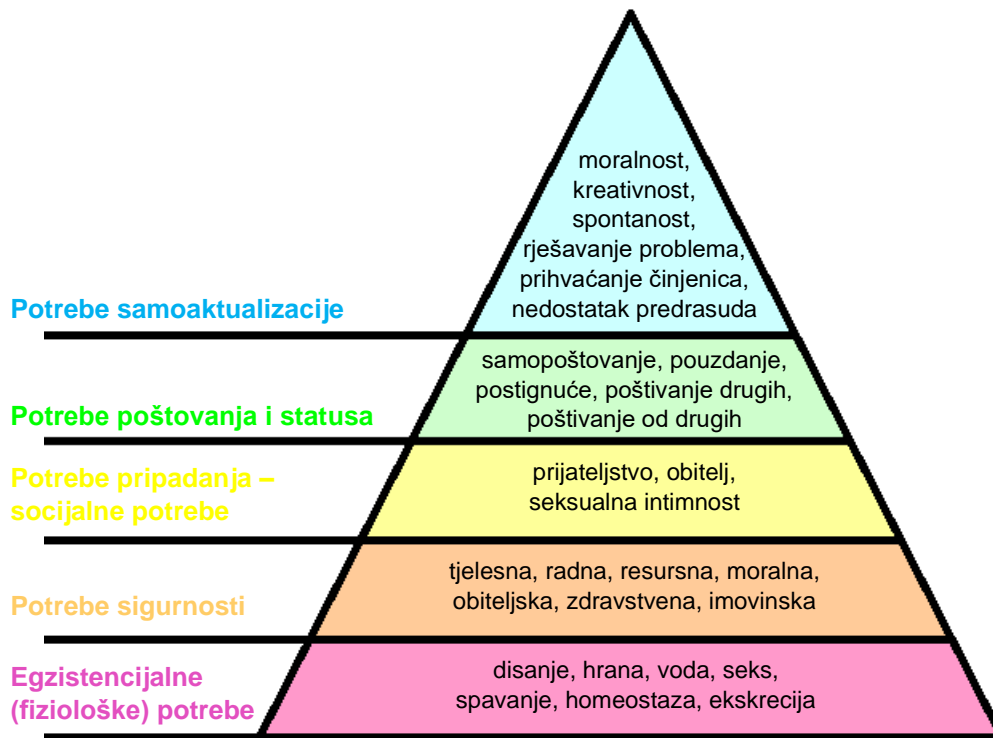 moralnost,
kreativnost,
spontanost,
rješavanje problema,
prihvaćanje činjenica,
nedostatak predrasuda
Potrebe samoaktualizacije
samopoštovanje, pouzdanje,
postignuće, poštivanje drugih,
poštivanje od drugih
Potrebe poštovanja i statusa
prijateljstvo, obitelj,
seksualna intimnost
Potrebe pripadanja –
socijalne potrebe
tjelesna, radna, resursna, moralna,
obiteljska, zdravstvena, imovinska
Potrebe sigurnosti
disanje, hrana, voda, seks,
spavanje, homeostaza, ekskrecija
Egzistencijalne
(fiziološke) potrebe